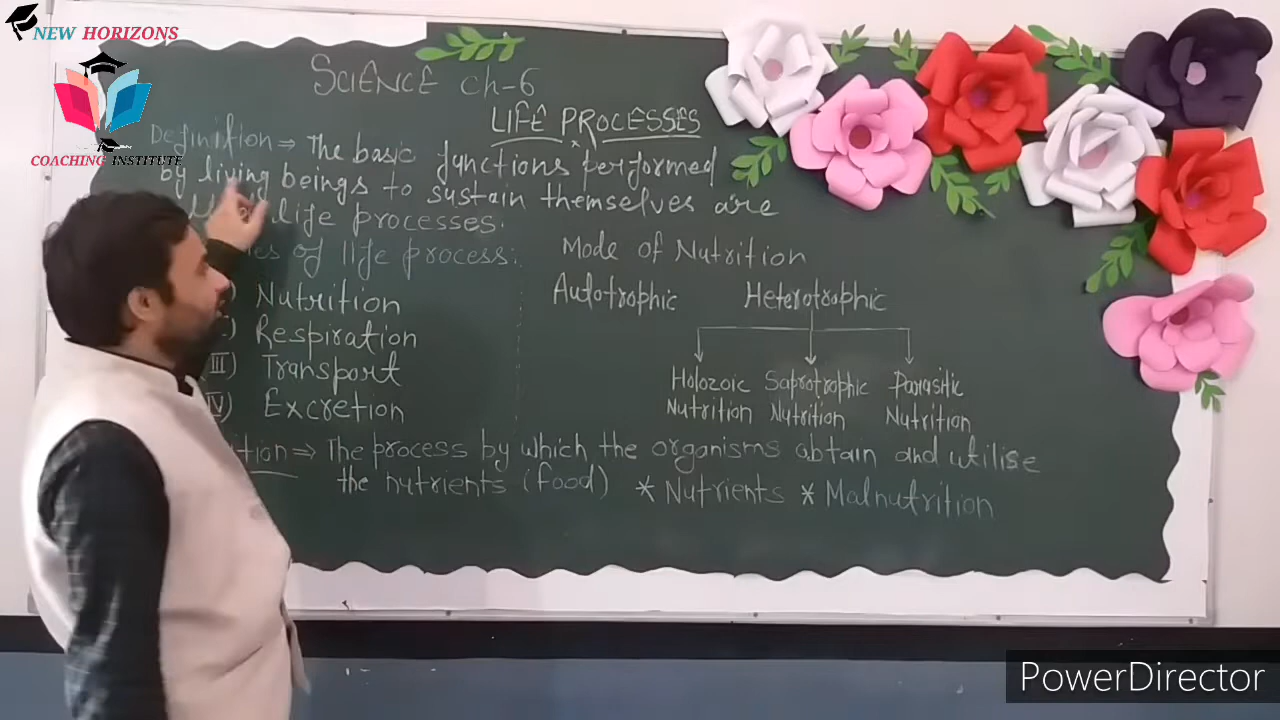 NEW HORIZONS
COACHING INSTITUTE
SCIENCE Ch-6
LIFE PROCESSES
Definition ⇒ The basic functions performed
by living beings to sustain themselves are
life processes.
of life process:
Nutrition
Respiration
III) Transport
IV) Excretion
Mode of Nutrition
Autotrophic Heterotrophic
Holozoic Nutrition
Saprotrophic Nutrition
Parasitic Nutrition
⇒ The process by which the organisms obtain and utilise
the nutrients (food) * Nutrients * Malnutrition
PowerDirector